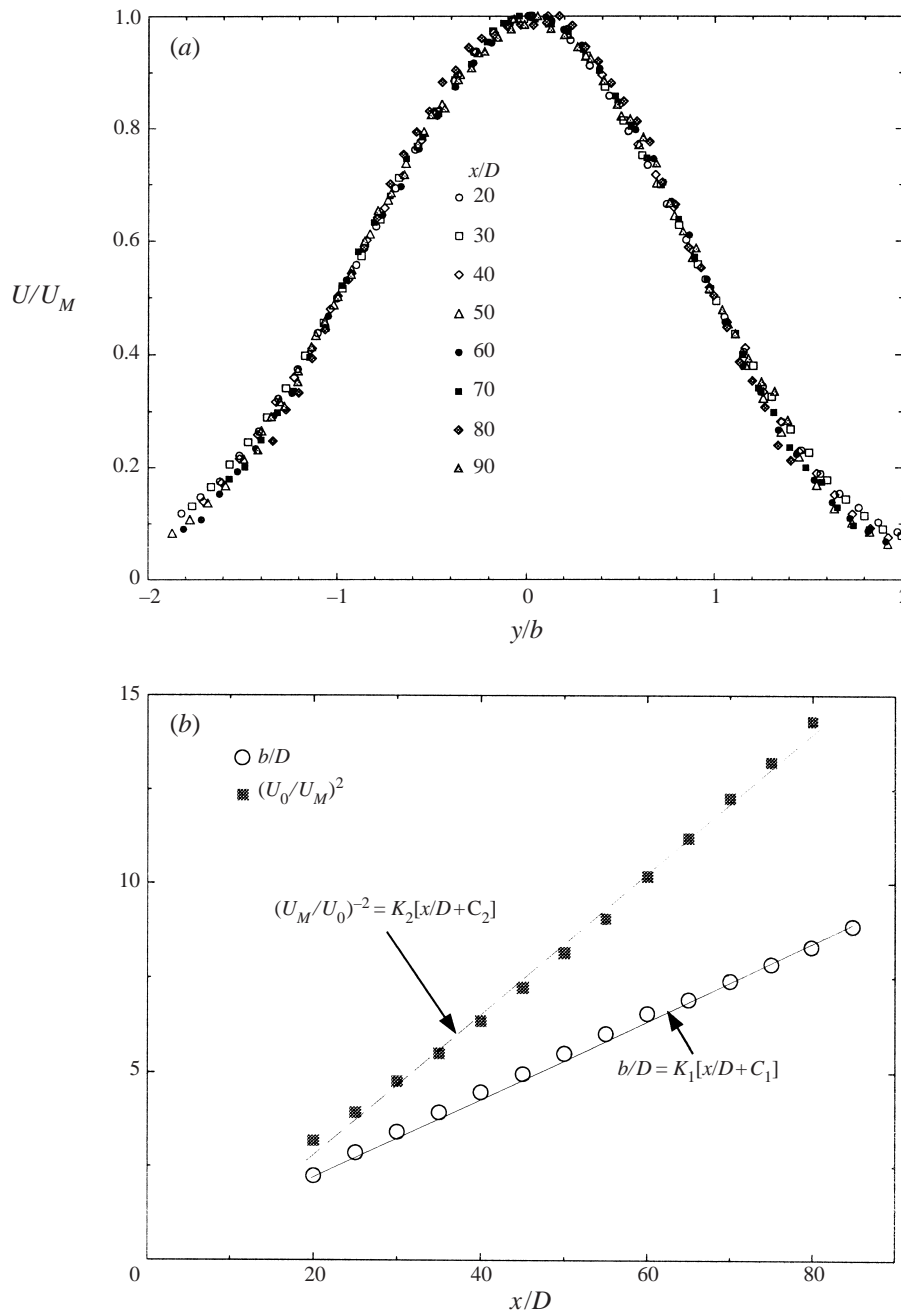 (a)
1.0
0.8
0.6
0.4
0.2
0
U/U_M
x/D
20
30
40
50
60
70
80
90
–2
–1
0
1
2
y/b
(b)
15
10
5
0
b/D
(U_0/U_M)^2
(U_M/U_0)^{–2} = K_2[x/D+C_2]
b/D = K_1[x/D+C_1]
20
40
60
80
x/D